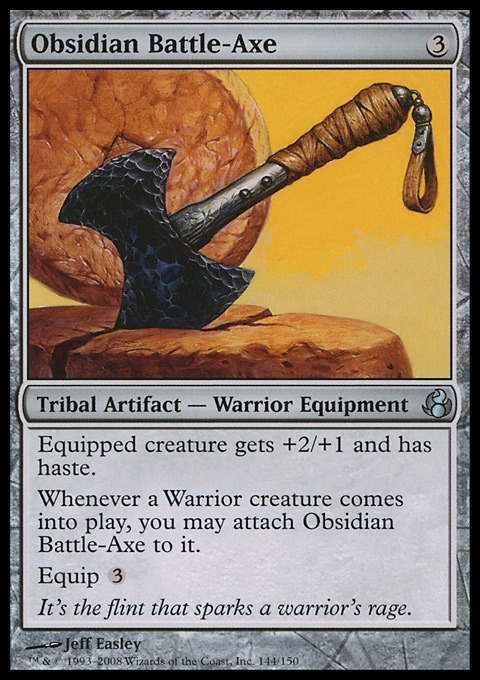 Obsidian Battle-Axe 3
Tribal Artifact — Warrior Equipment
Equipped creature gets +2/+1 and has
haste.
Whenever a Warrior creature comes
into play, you may attach Obsidian
Battle-Axe to it.
Equip 3
It's the flint that sparks a warrior's rage.
Jeff Easley
™ & © 1993–2008 Wizards of the Coast, Inc. 144/150